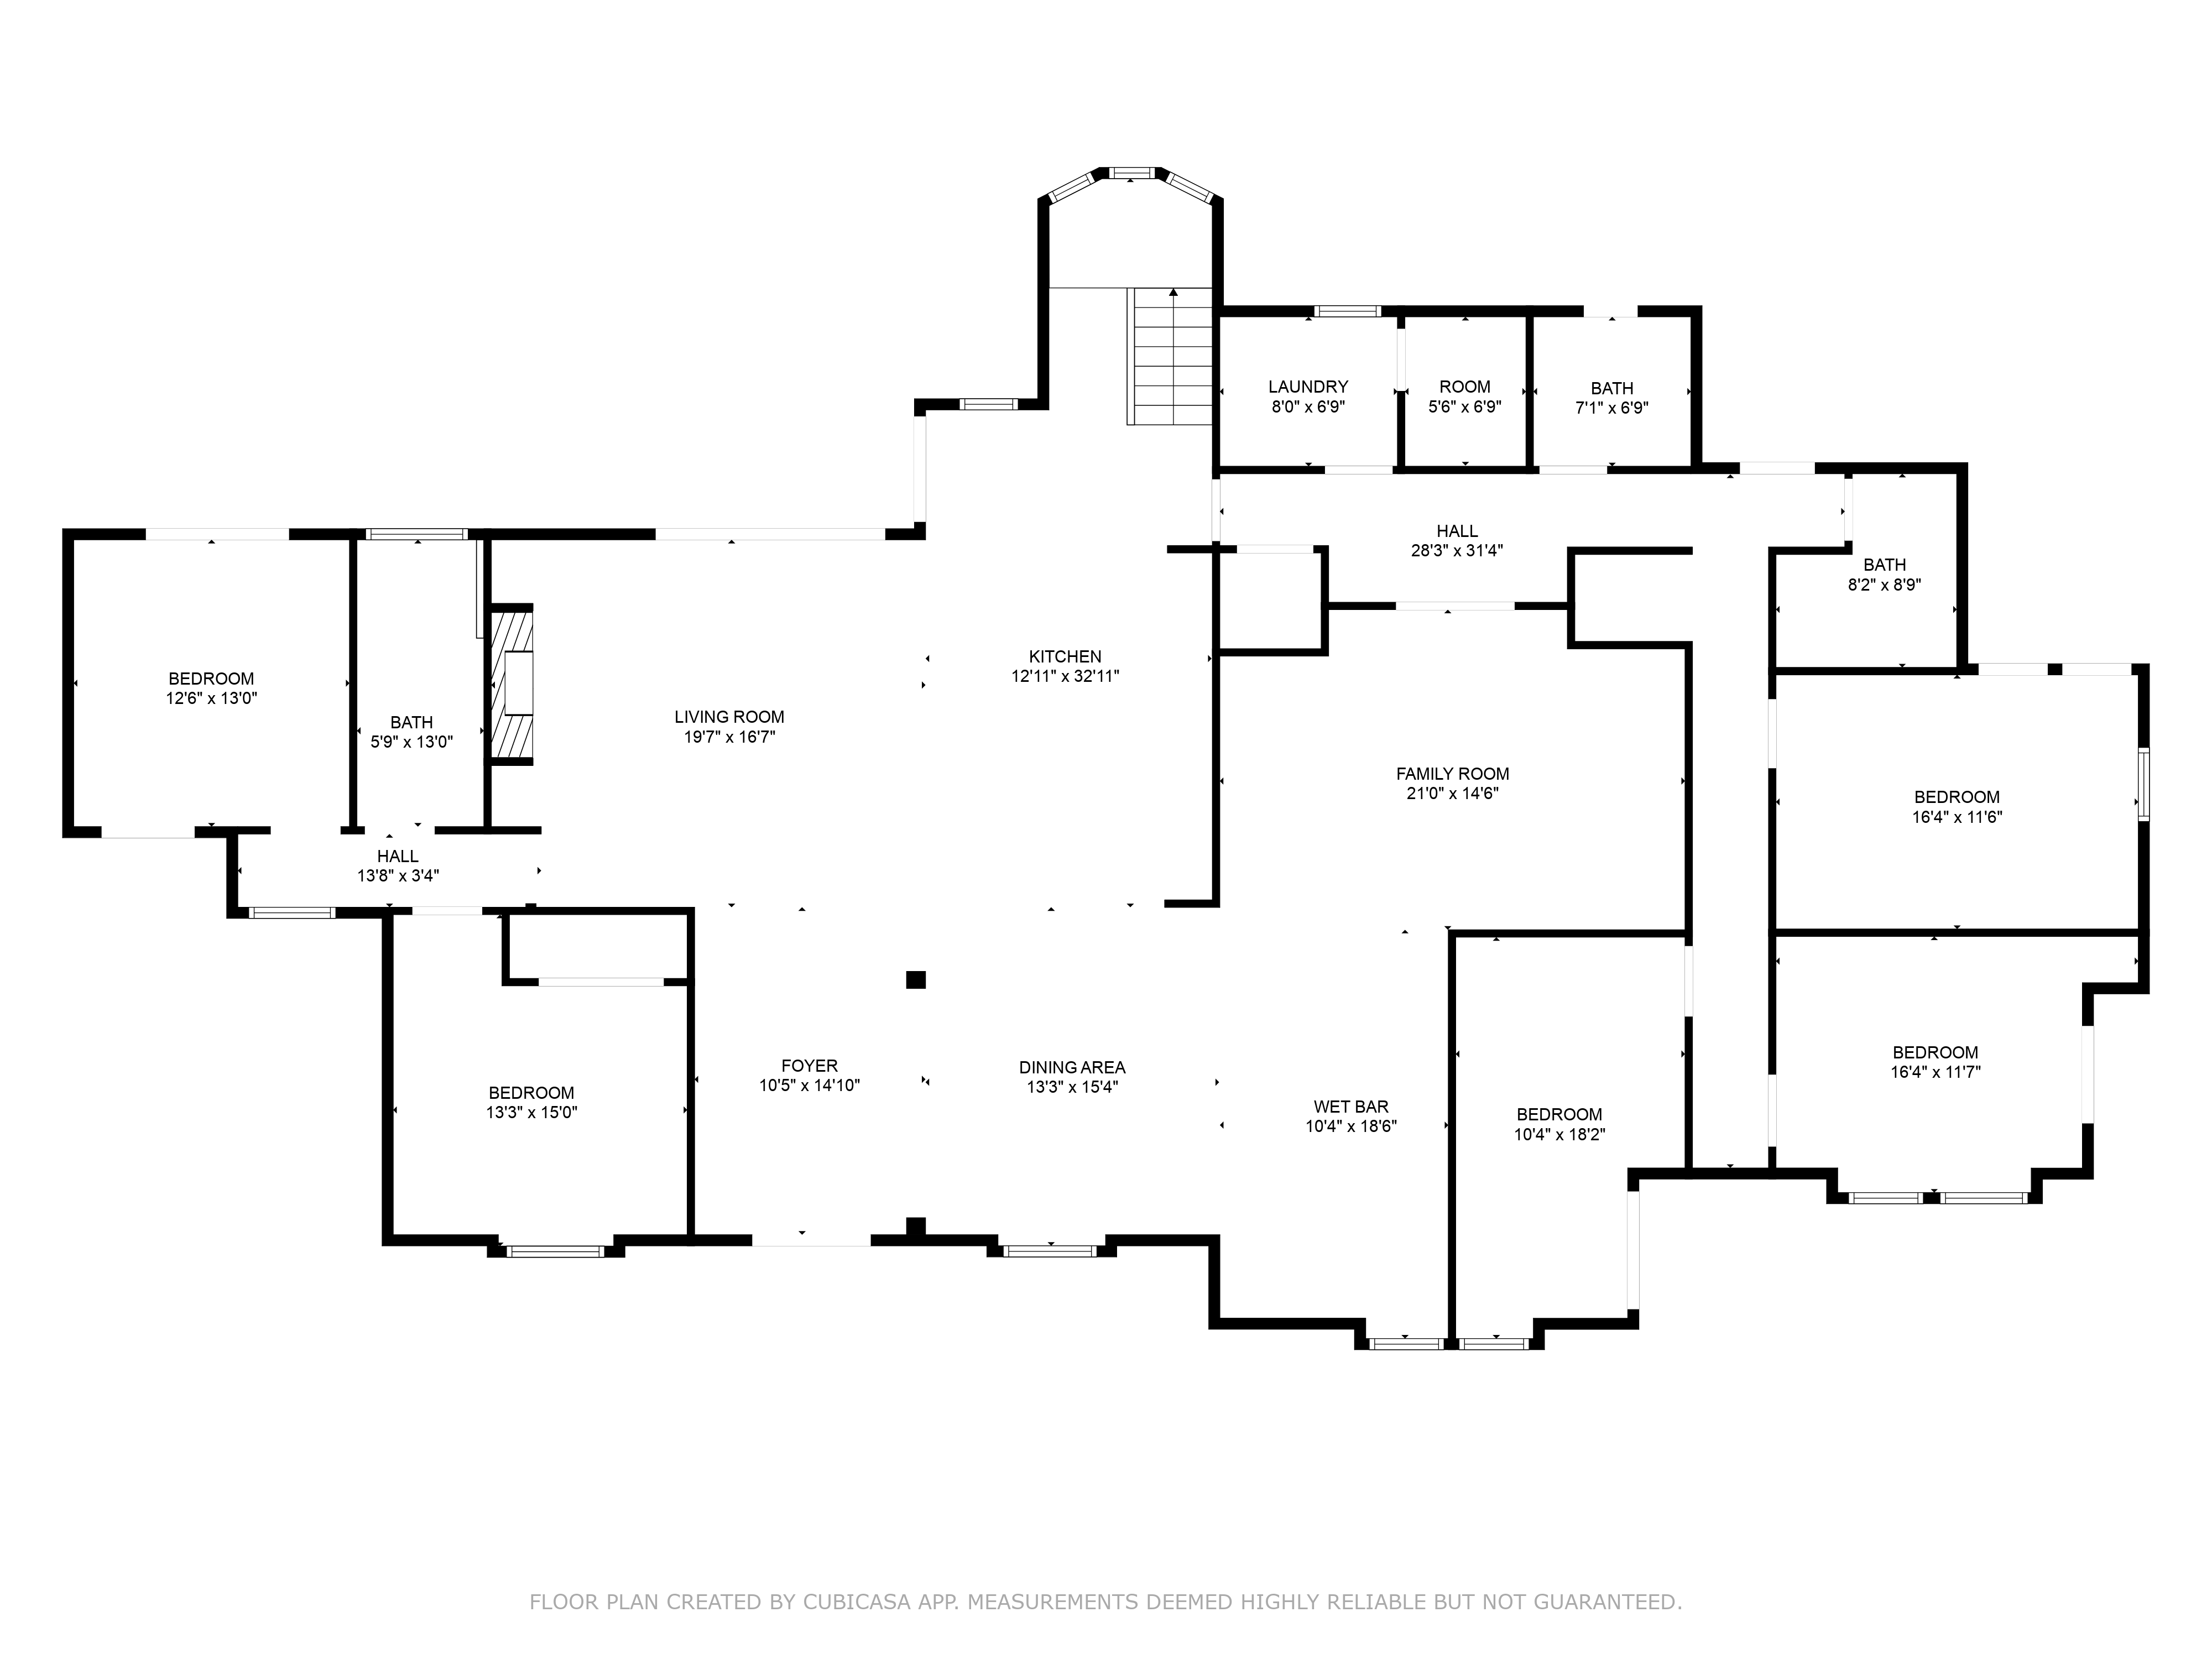 LAUNDRY
8'0" x 6'9"
ROOM
5'6" x 6'9"
BATH
7'1" x 6'9"
HALL
28'3" x 31'4"
BATH
8'2" x 8'9"
BEDROOM
12'6" x 13'0"
BATH
5'9" x 13'0"
LIVING ROOM
19'7" x 16'7"
KITCHEN
12'11" x 32'11"
FAMILY ROOM
21'0" x 14'6"
BEDROOM
16'4" x 11'6"
HALL
13'8" x 3'4"
BEDROOM
13'3" x 15'0"
FOYER
10'5" x 14'10"
DINING AREA
13'3" x 15'4"
WET BAR
10'4" x 18'6"
BEDROOM
10'4" x 18'2"
BEDROOM
16'4" x 11'7"
FLOOR PLAN CREATED BY CUBICASA APP. MEASUREMENTS DEEMED HIGHLY RELIABLE BUT NOT GUARANTEED.